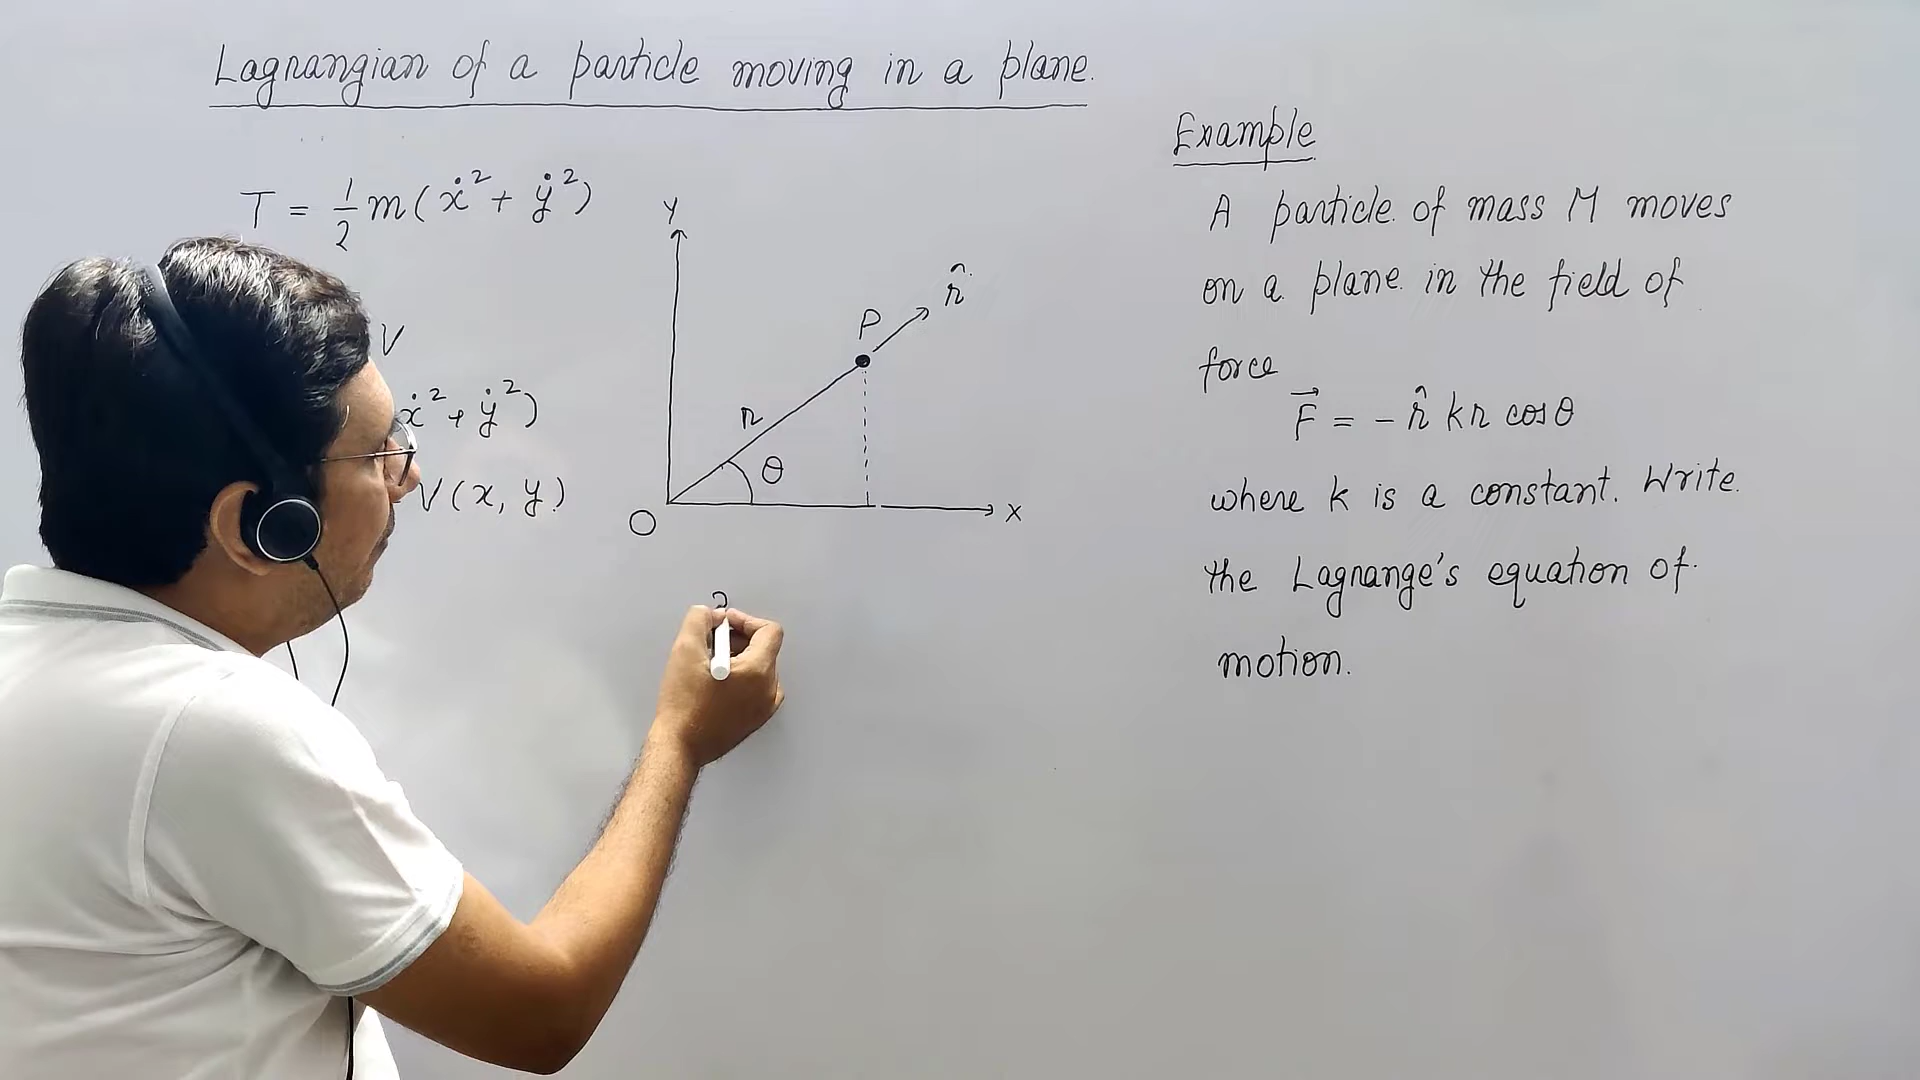 Lagrangian of a particle moving in a plane.
T = 1/2 m(ẋ² + ẏ²)
V
ẋ² + ẏ²)
V(x, y)
Y
r̂
P
r
θ
O
X
Example
A particle of mass M moves
on a plane in the field of
force
F⃗ = - r̂ kr cosθ
where k is a constant. Write
the Lagrange's equation of
motion.